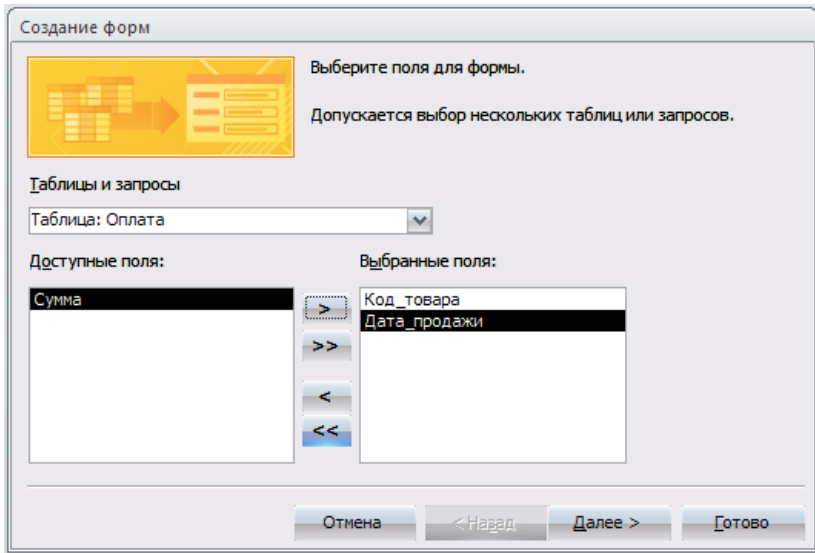 Создание форм
Выберите поля для формы.
Допускается выбор нескольких таблиц или запросов.
Таблицы и запросы
Таблица: Оплата
Доступные поля:
Выбранные поля:
Сумма
>
>>
<
<<
Код_товара
Дата_продажи
Отмена
< Назад
Далее >
Готово